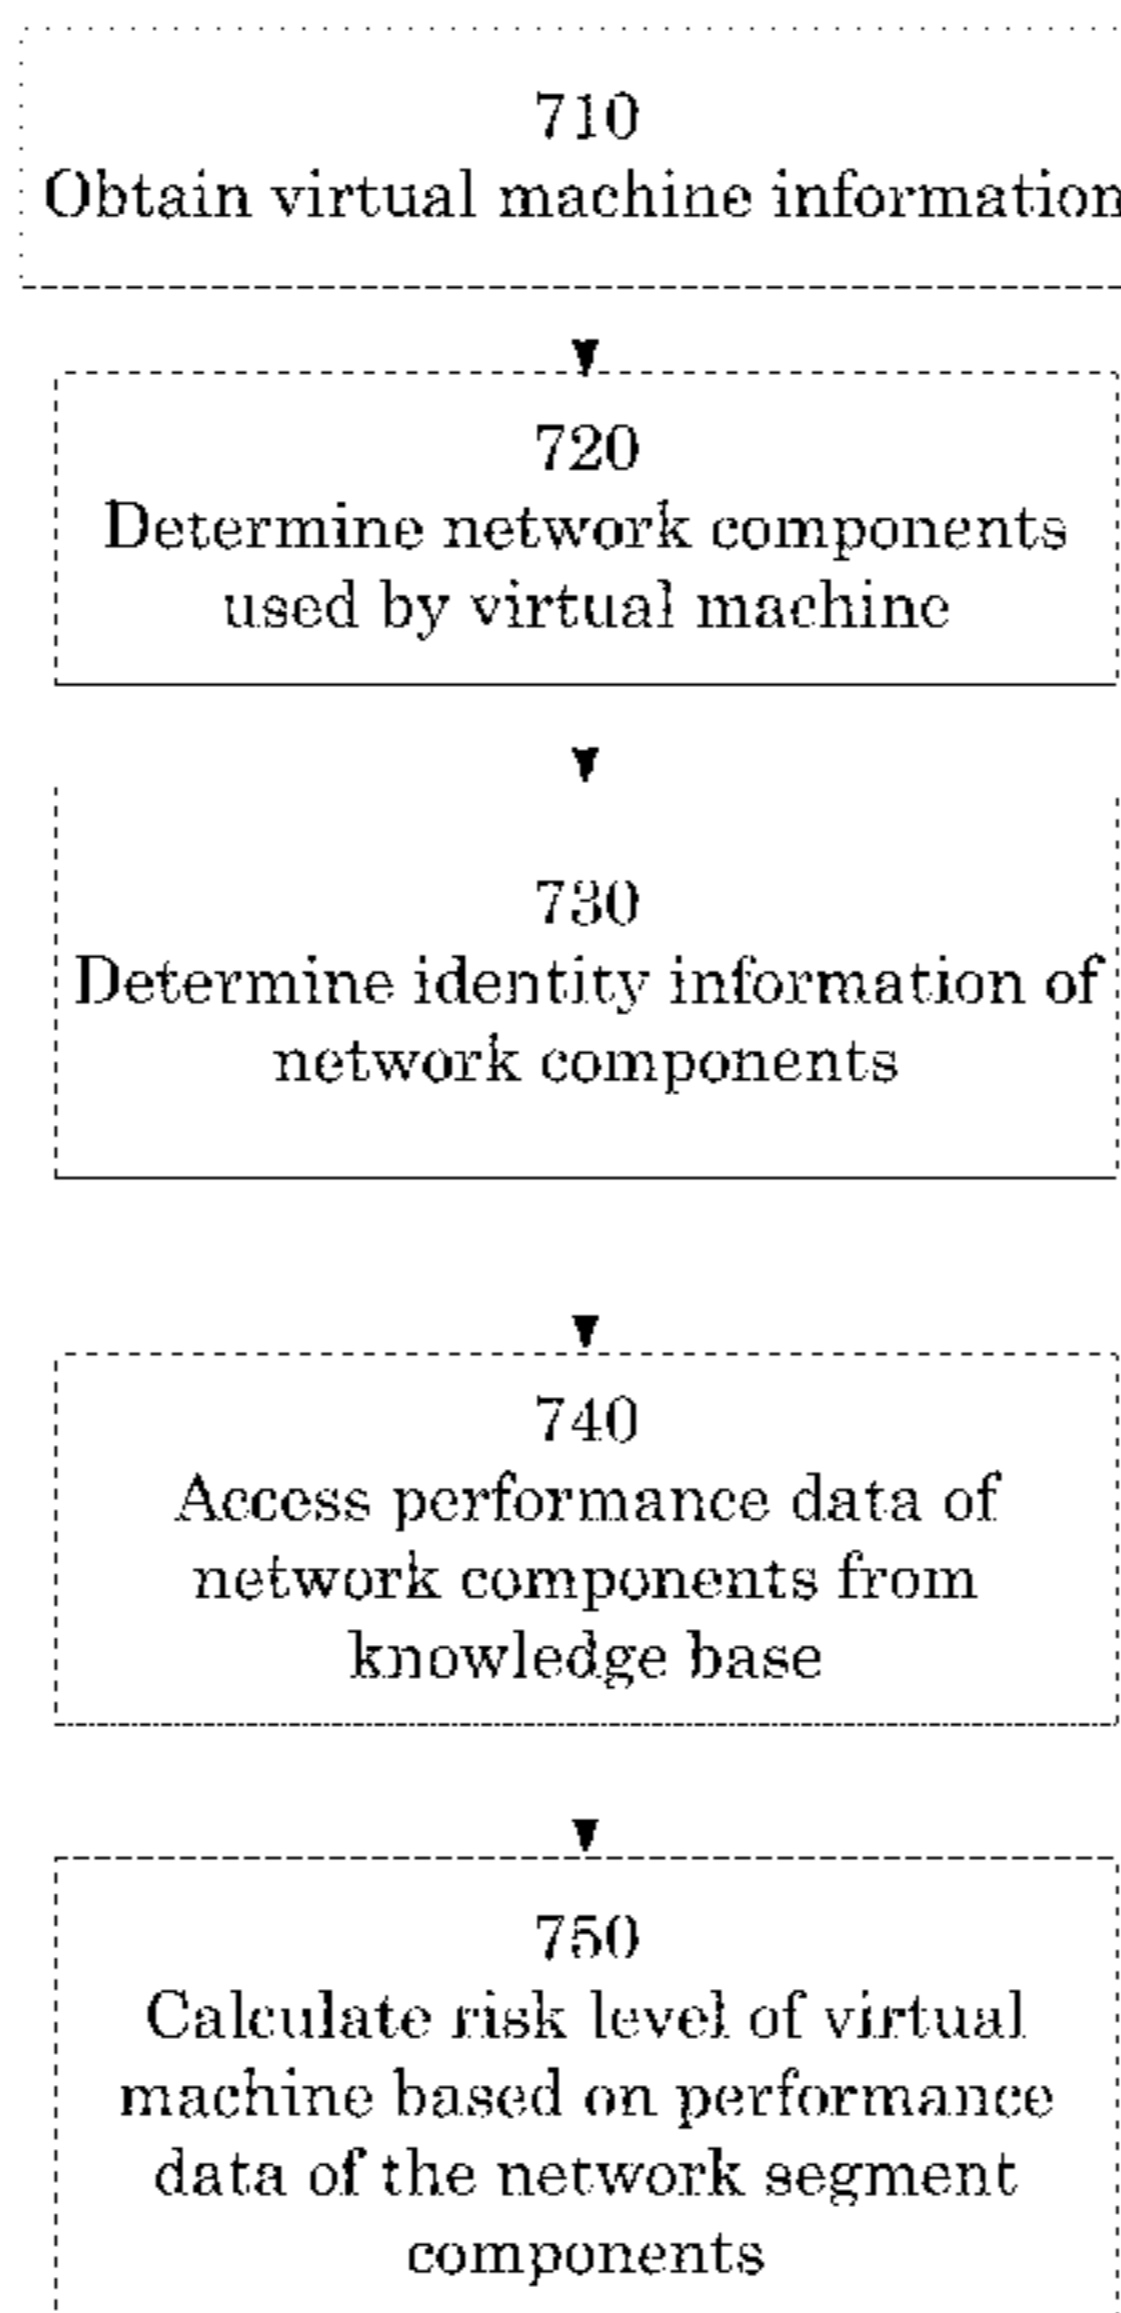 710
Obtain virtual machine information
720
Determine network components
used by virtual machine
730
Determine identity information of
network components
740
Access performance data of
network components from
knowledge base
750
Calculate risk level of virtual
machine based on performance
data of the network segment
components